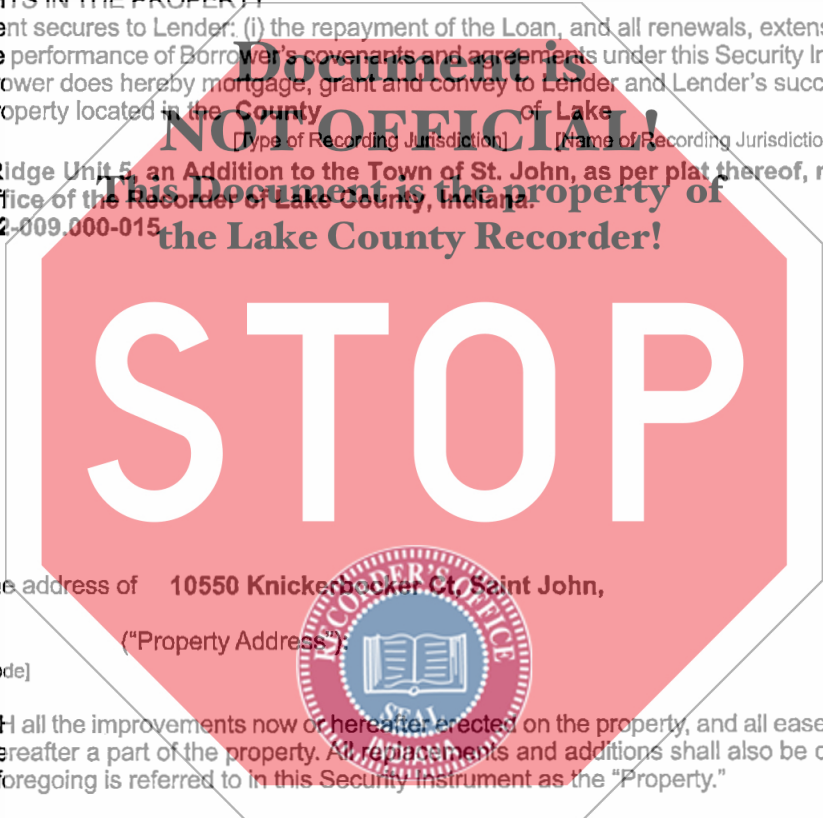 TS IN THE PROPERTY
ent secures to Lender: (i) the repayment of the Loan, and all renewals, extens
e performance of Borrower's covenants and agreements under this Security In
ower does hereby mortgage, grant and convey to Lender and Lender's succ
operty located in the County of Lake
[Type of Recording Jurisdiction] [Name of Recording Jurisdictio
Document is
NOT OFFICIAL!
idge Unit 5, an Addition to the Town of St. John, as per plat thereof, r
fice of the Recorder of Lake County, Indiana.
This Document is the property of
2-009.000-015
the Lake County Recorder!
STOP
e address of 10550 Knickerbocker Ct, Saint John,
("Property Address"):
RECORDER'S OFFICE
SEAL
ode]
H all the improvements now or hereafter erected on the property, and all ease
ereafter a part of the property. All replacements and additions shall also be c
foregoing is referred to in this Security Instrument as the "Property."